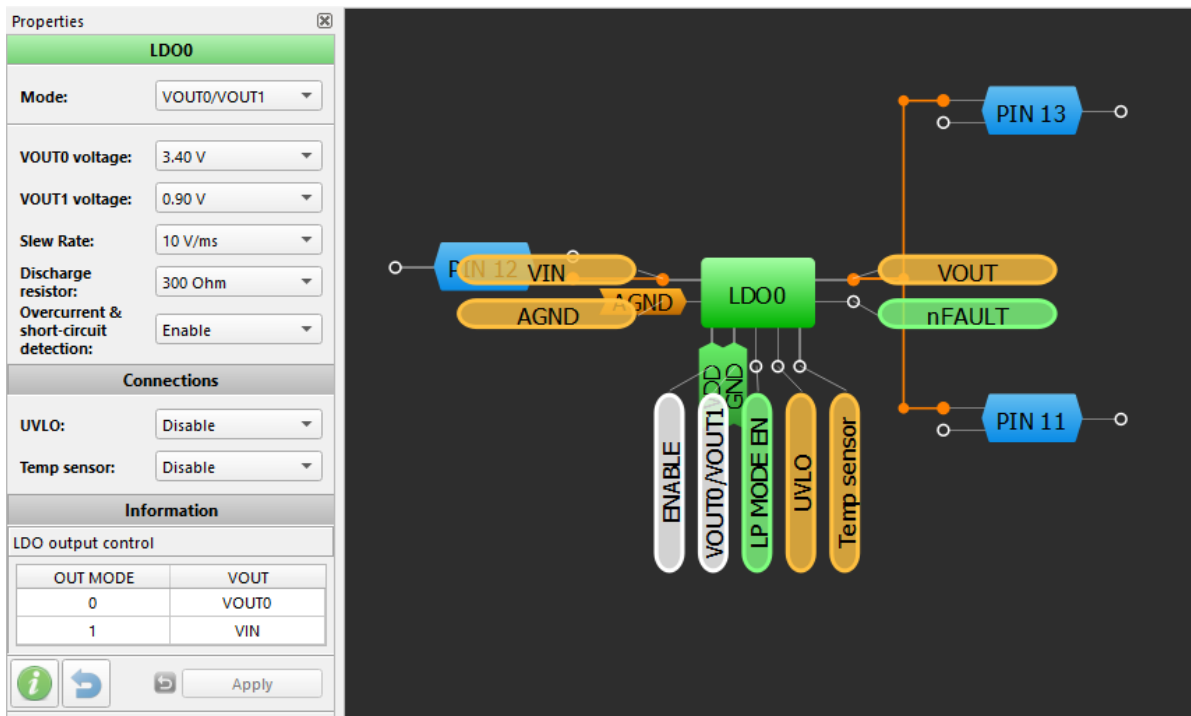 Properties
LDO0
Mode:
VOUT0/VOUT1
VOUT0 voltage:
3.40 V
VOUT1 voltage:
0.90 V
Slew Rate:
10 V/ms
Discharge
resistor:
300 Ohm
Overcurrent &
short-circuit
detection:
Enable
Connections
UVLO:
Disable
Temp sensor:
Disable
Information
LDO output control
OUT MODE VOUT
0 VOUT0
1 VIN
Apply
PIN 13
PIN 12
VIN
AGND
AGND
LDO0
VOUT
nFAULT
PIN 11
ENABLE
VOUT0/VOUT1
LP MODE EN
UVLO
Temp sensor